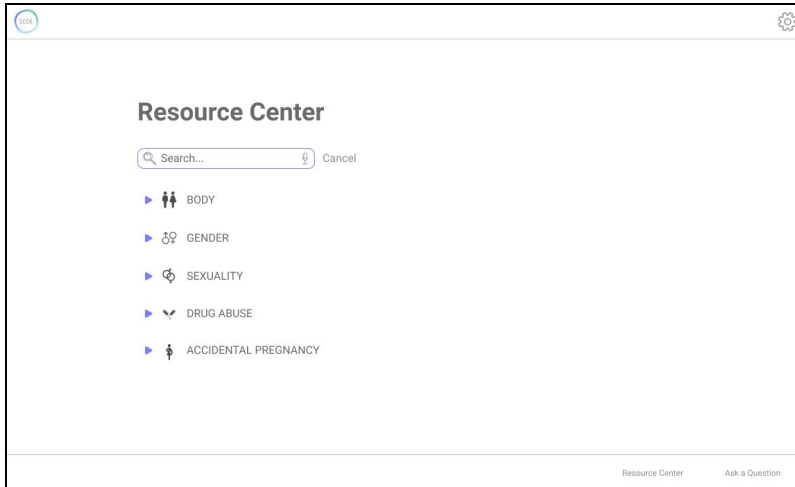 SEEK
Resource Center
Search... Cancel
BODY
GENDER
SEXUALITY
DRUG ABUSE
ACCIDENTAL PREGNANCY
Resource Center Ask a Question